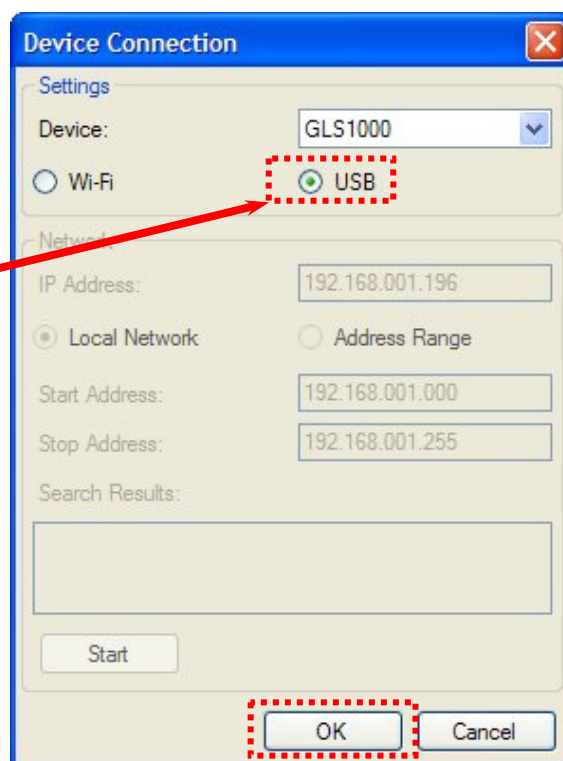 Device Connection
Settings
Device: GLS1000
Wi-Fi USB
Network
IP Address: 192.168.001.196
Local Network Address Range
Start Address: 192.168.001.000
Stop Address: 192.168.001.255
Search Results:
Start
OK Cancel